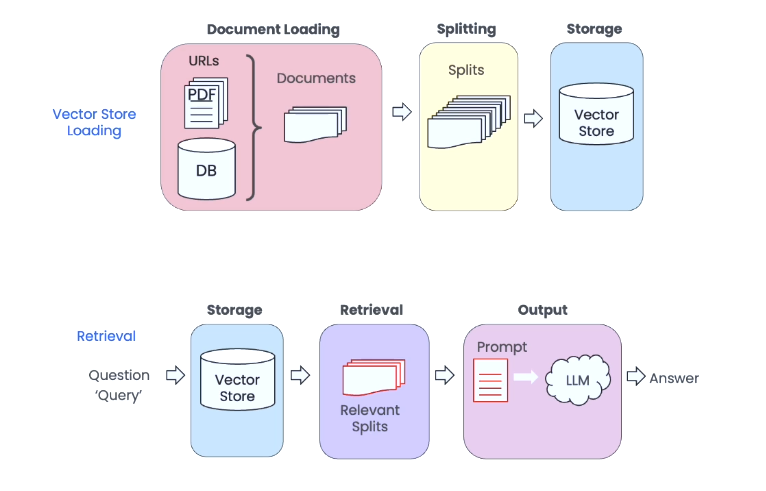 Document Loading
Splitting
Storage
URLs
Documents
Splits
PDF
DB
Vector Store
Loading
Vector
Store
Storage
Retrieval
Output
Retrieval
Question
‘Query’
Vector
Store
Relevant
Splits
Prompt
LLM
Answer